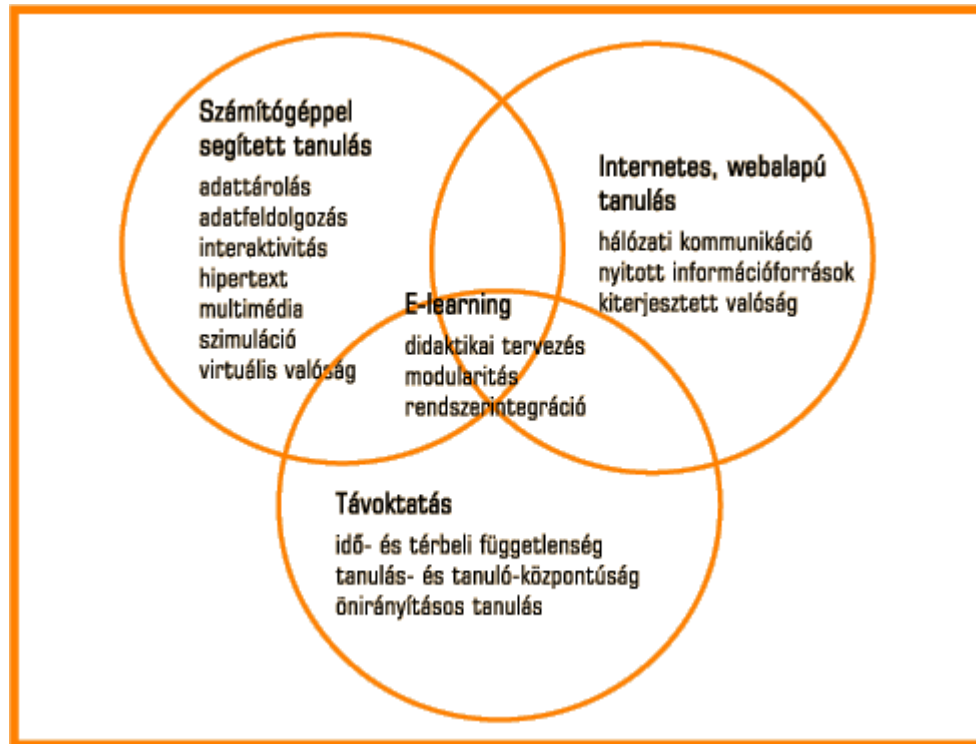 Számítógéppel
segített tanulás
adattárolás
adatfeldolgozás
interaktivitás
hipertext
multimédia
szimuláció
virtuális valóság
Internetes, webalapú
tanulás
hálózati kommunikáció
nyitott információforrások
kiterjesztett valóság
E-learning
didaktikai tervezés
modularitás
rendszerintegráció
Távoktatás
idő- és térbeli függetlenség
tanulás- és tanuló-központúság
önirányításos tanulás